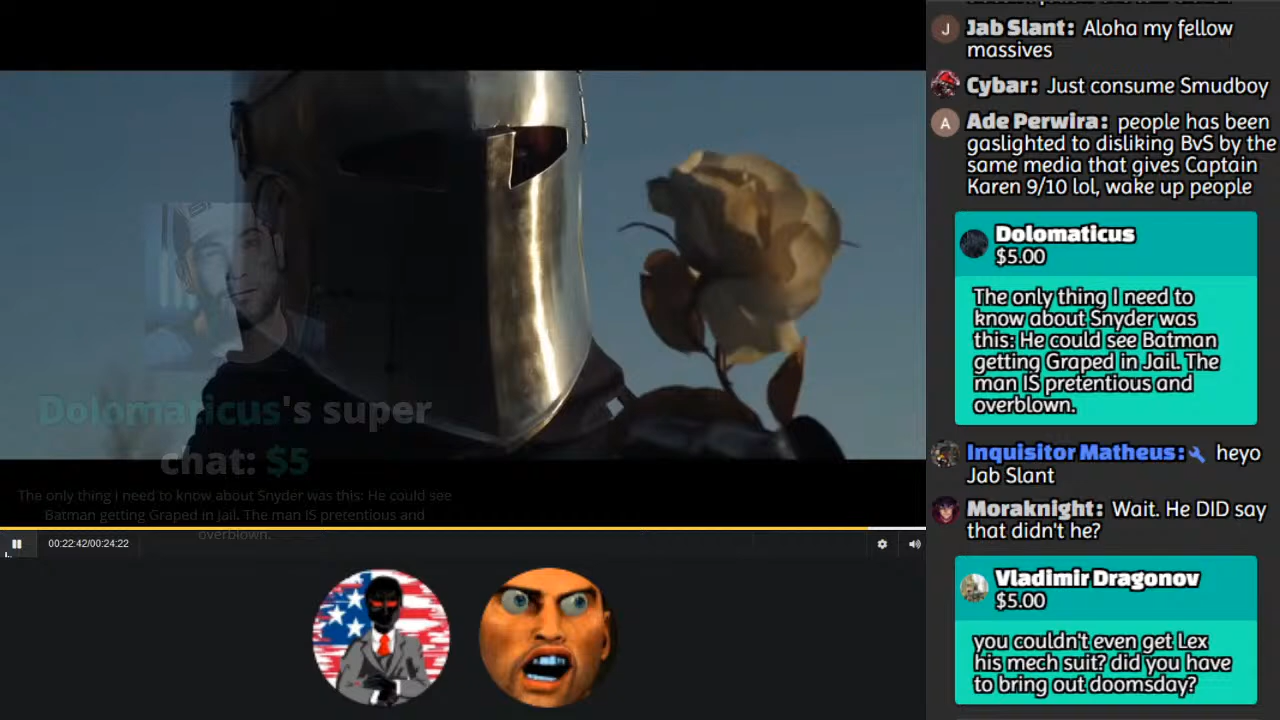 Dolomaticus's super
chat: $5
The only thing I need to know about Snyder was this: He could see
Batman getting Graped in Jail. The man IS pretentious and
overblown.
00:22:42/00:24:22
Jab Slant: Aloha my fellow
massives
Cybar: Just consume Smudboy
A
Ade Perwira: people has been
gaslighted to disliking BvS by the
same media that gives Captain
Karen 9/10 lol, wake up people
Dolomaticus
$5.00
The only thing I need to
know about Snyder was
this: He could see Batman
getting Graped in Jail. The
man IS pretentious and
overblown.
Inquisitor Matheus: heyo
Jab Slant
Moraknight: Wait. He DID say
that didn't he?
Vladimir Dragonov
$5.00
you couldn't even get Lex
his mech suit? did you have
to bring out doomsday?